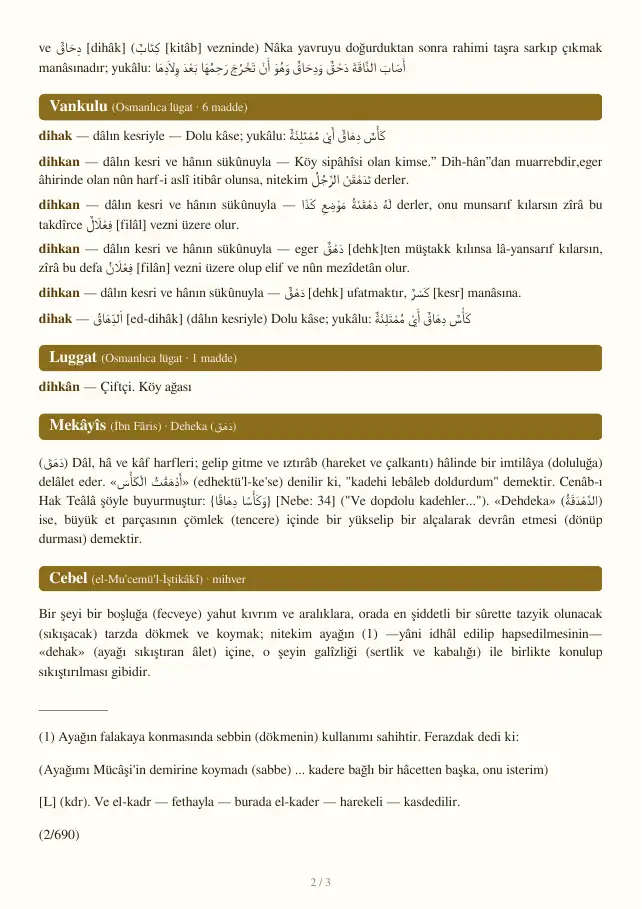 ve دِحَاقٌ [dihâk] (كِتَابٌ [kitâb] vezninde) Nâka yavruyu doğurduktan sonra rahimi taşra sarkıp çıkmak
manâsınadır; yukâlu: أَصَابَ النَّاقَةَ دَحْقٌ وَدِحَاقٌ وَهُوَ أَنْ تَخْرُجَ رَحِمُهَا بَعْدَ وِلاَدِهَا
Vankulu (Osmanlıca lügat · 6 madde)
dihak — dâlın kesriyle — Dolu kâse; yukâlu: كَأْسٌ دِهَاقٌ أَيْ مُمْتَلِئَةٌ
dihkan — dâlın kesri ve hânın sükûnuyla — Köy sipâhîsi olan kimse.” Dih-hân”dan muarrebdir,eger
âhirinde olan nûn harf-i aslî itibâr olunsa, nitekim تَدَهْقَنَ الرَّجُلُ derler.
dihkan — dâlın kesri ve hânın sükûnuyla — لَهُ دَهْقَنَةُ مَوْضِعِ كَذَا derler, onu munsarıf kılarsın zîrâ bu
takdîrce فِعْلَالٌ [filâl] vezni üzere olur.
dihkan — dâlın kesri ve hânın sükûnuyla — eger دَهْقٌ [dehk]ten müştakk kılınsa lâ-yansarıf kılarsın,
zîrâ bu defa فِعْلَانُ [filân] vezni üzere olup elif ve nûn mezîdetân olur.
dihkan — dâlın kesri ve hânın sükûnuyla — دَهْقٌ [dehk] ufatmaktır, كَسْرٌ [kesr] manâsına.
dihak — اَلدِّهَاقُ [ed-dihâk] (dâlın kesriyle) Dolu kâse; yukâlu: كَأْسٌ دِهَاقٌ أَيْ مُمْتَلِئَةٌ
Luggat (Osmanlıca lügat · 1 madde)
dihkân — Çiftçi. Köy ağası
Mekâyîs (İbn Fâris) · Deheka (دَهَقَ)
(دَهَقَ) Dâl, hâ ve kâf harfleri; gelip gitme ve ıztırâb (hareket ve çalkantı) hâlinde bir imtilâya (doluluğa)
delâlet eder. «أَدْهَقْتُ الْكَأْسَ» (edhektü'l-ke'se) denilir ki, "kadehi lebâleb doldurdum" demektir. Cenâb-ı
Hak Teâlâ şöyle buyurmuştur: {وَكَأْسًا دِهَاقًا} [Nebe: 34] ("Ve dopdolu kadehler..."). «Dehdeka» (الدَّهْدَقَةُ)
ise, büyük et parçasının çömlek (tencere) içinde bir yükselip bir alçalarak devrân etmesi (dönüp
durması) demektir.
Cebel (el-Mu'cemü'l-İştikâkî) · mihver
Bir şeyi bir boşluğa (fecveye) yahut kıvrım ve aralıklara, orada en şiddetli bir sûrette tazyik olunacak
(sıkışacak) tarzda dökmek ve koymak; nitekim ayağın (1) —yâni idhâl edilip hapsedilmesinin—
«dehak» (ayağı sıkıştıran âlet) içine, o şeyin galîzliği (sertlik ve kabalığı) ile birlikte konulup
sıkıştırılması gibidir.
(1) Ayağın falakaya konmasında sebbin (dökmenin) kullanımı sahihtir. Ferazdak dedi ki:
(Ayağımı Mücâşi'in demirine koymadı (sabbe) ... kadere bağlı bir hâcetten başka, onu isterim)
[L] (kdr). Ve el-kadr — fethayla — burada el-kader — harekeli — kasdedilir.
(2/690)
2 / 3